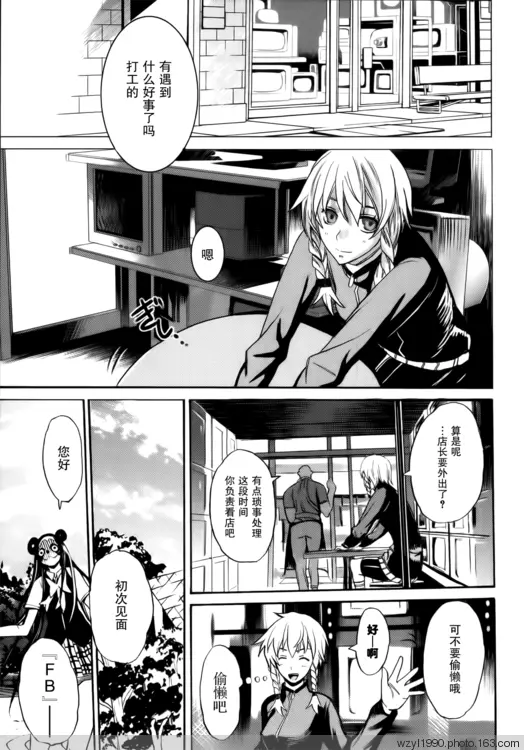 有遇到
什么好事了吗
打工的
嗯
ぎし…
算是呢
…店长要外出了?
有点琐事处理
这段时间
你负责看店吧
可不要偷懒哦
好~啊
偷懒吧
您好
初次见面
『FB』—
wzyl1990.photo.163.com